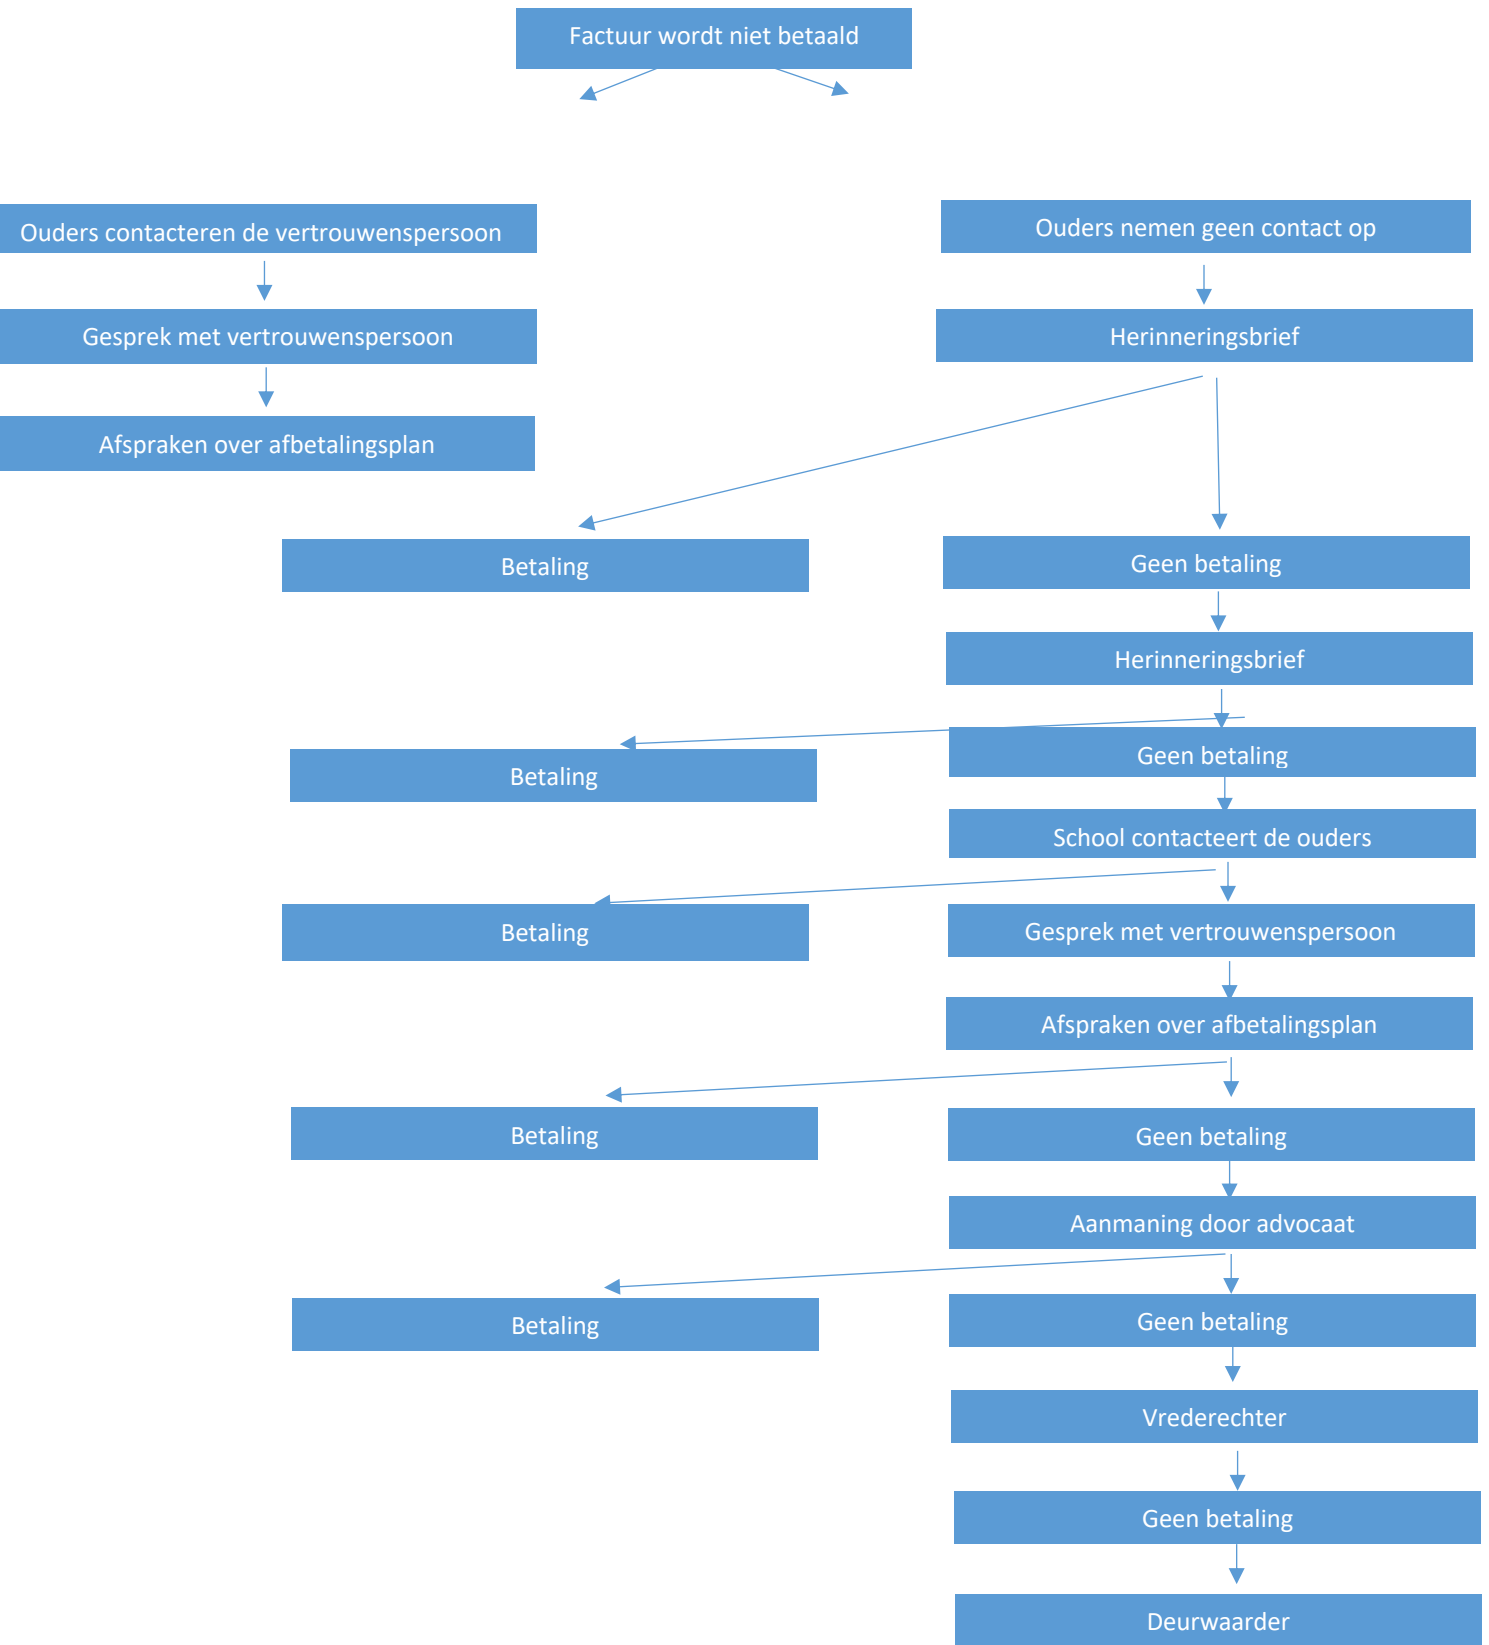 Factuur wordt niet betaald
Ouders contacteren de vertrouwenspersoon
Ouders nemen geen contact op
Gesprek met vertrouwenspersoon
Herinneringsbrief
Afspraken over afbetalingsplan
Betaling
Geen betaling
Herinneringsbrief
Geen betaling
Betaling
School contacteert de ouders
Betaling
Gesprek met vertrouwenspersoon
Afspraken over afbetalingsplan
Betaling
Geen betaling
Aanmaning door advocaat
Betaling
Geen betaling
Vrederechter
Geen betaling
Deurwaarder